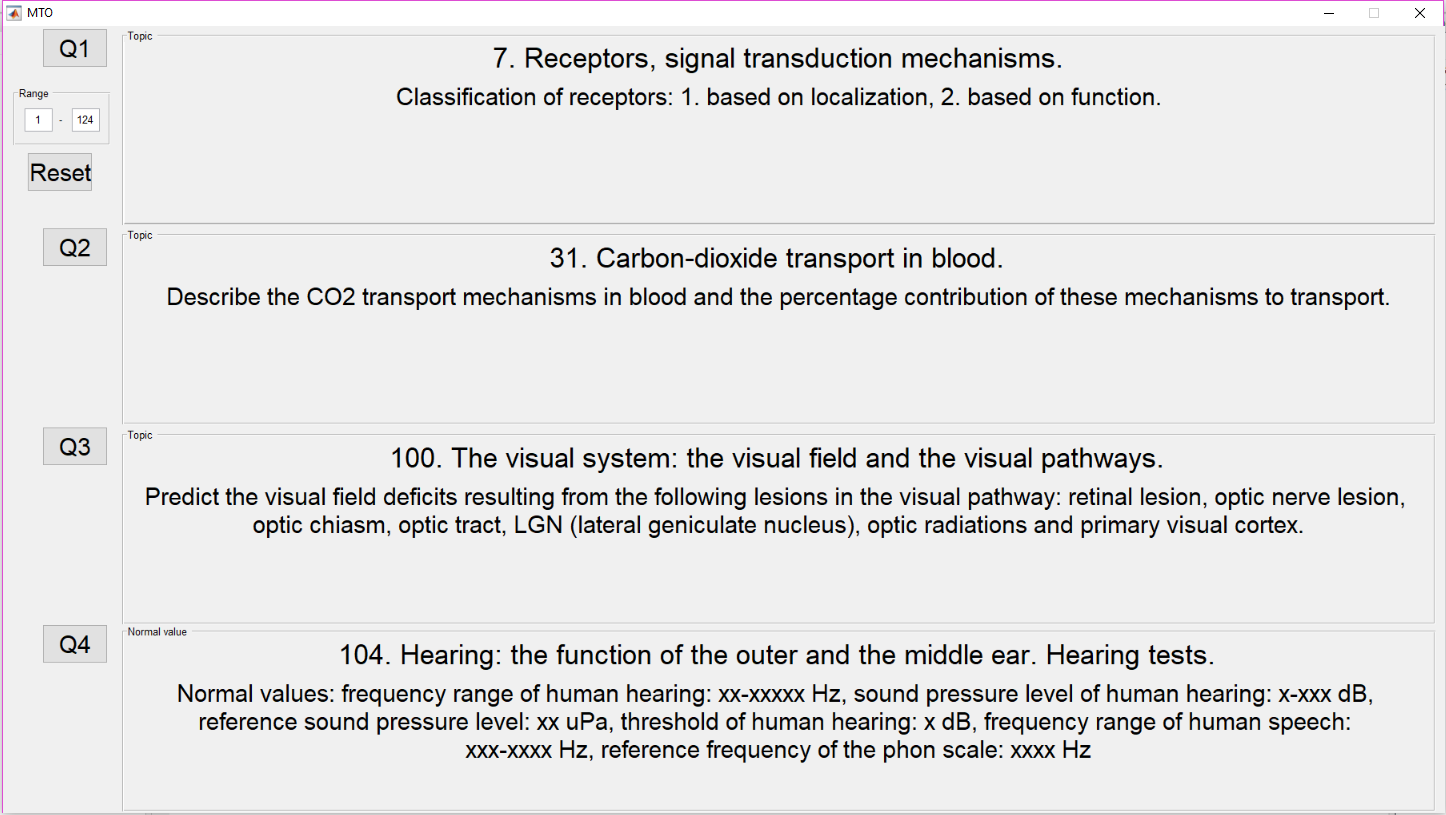 MTO
Q1
Topic
7. Receptors, signal transduction mechanisms.
Classification of receptors: 1. based on localization, 2. based on function.
Range
1 - 124
Reset
Q2
Topic
31. Carbon-dioxide transport in blood.
Describe the CO2 transport mechanisms in blood and the percentage contribution of these mechanisms to transport.
Q3
Topic
100. The visual system: the visual field and the visual pathways.
Predict the visual field deficits resulting from the following lesions in the visual pathway: retinal lesion, optic nerve lesion,
optic chiasm, optic tract, LGN (lateral geniculate nucleus), optic radiations and primary visual cortex.
Q4
Normal value
104. Hearing: the function of the outer and the middle ear. Hearing tests.
Normal values: frequency range of human hearing: xx-xxxxx Hz, sound pressure level of human hearing: x-xxx dB,
reference sound pressure level: xx uPa, threshold of human hearing: x dB, frequency range of human speech:
xxx-xxxx Hz, reference frequency of the phon scale: xxxx Hz